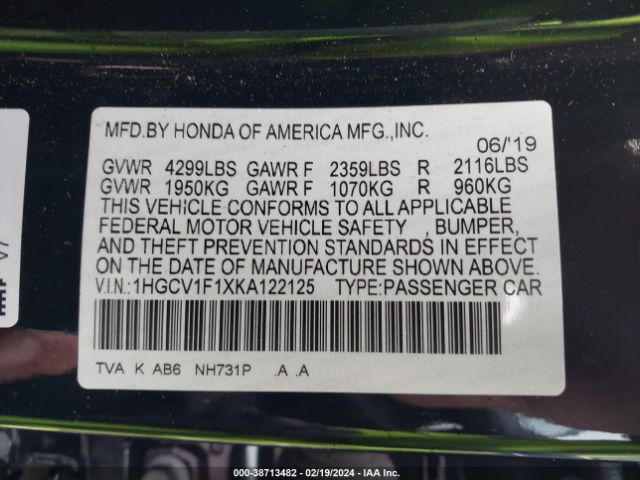 MFD.BY HONDA OF AMERICA MFG.,INC.
06/'19
GVWR 4299LBS GAWR F 2359LBS R 2116LBS
GVWR 1950KG GAWR F 1070KG R 960KG
THIS VEHICLE CONFORMS TO ALL APPLICABLE
FEDERAL MOTOR VEHICLE SAFETY , BUMPER,
AND THEFT PREVENTION STANDARDS IN EFFECT
ON THE DATE OF MANUFACTURE SHOWN ABOVE.
V.I.N.:1HGCV1F1XKA122125 TYPE:PASSENGER CAR
TVA K AB6 NH731P .A .A
V7
000-38713482 - 02/19/2024 - IAA Inc.